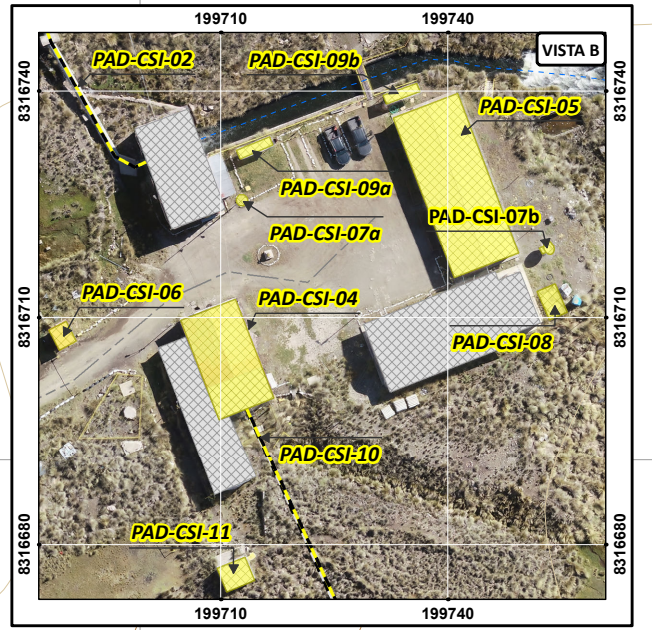 199710
199740
VISTA B
PAD-CSI-02
PAD-CSI-09b
8316740
8316740
PAD-CSI-05
PAD-CSI-09a
PAD-CSI-07b
PAD-CSI-07a
PAD-CSI-06
PAD-CSI-04
8316710
8316710
PAD-CSI-08
PAD-CSI-10
PAD-CSI-11
8316680
8316680
199710
199740